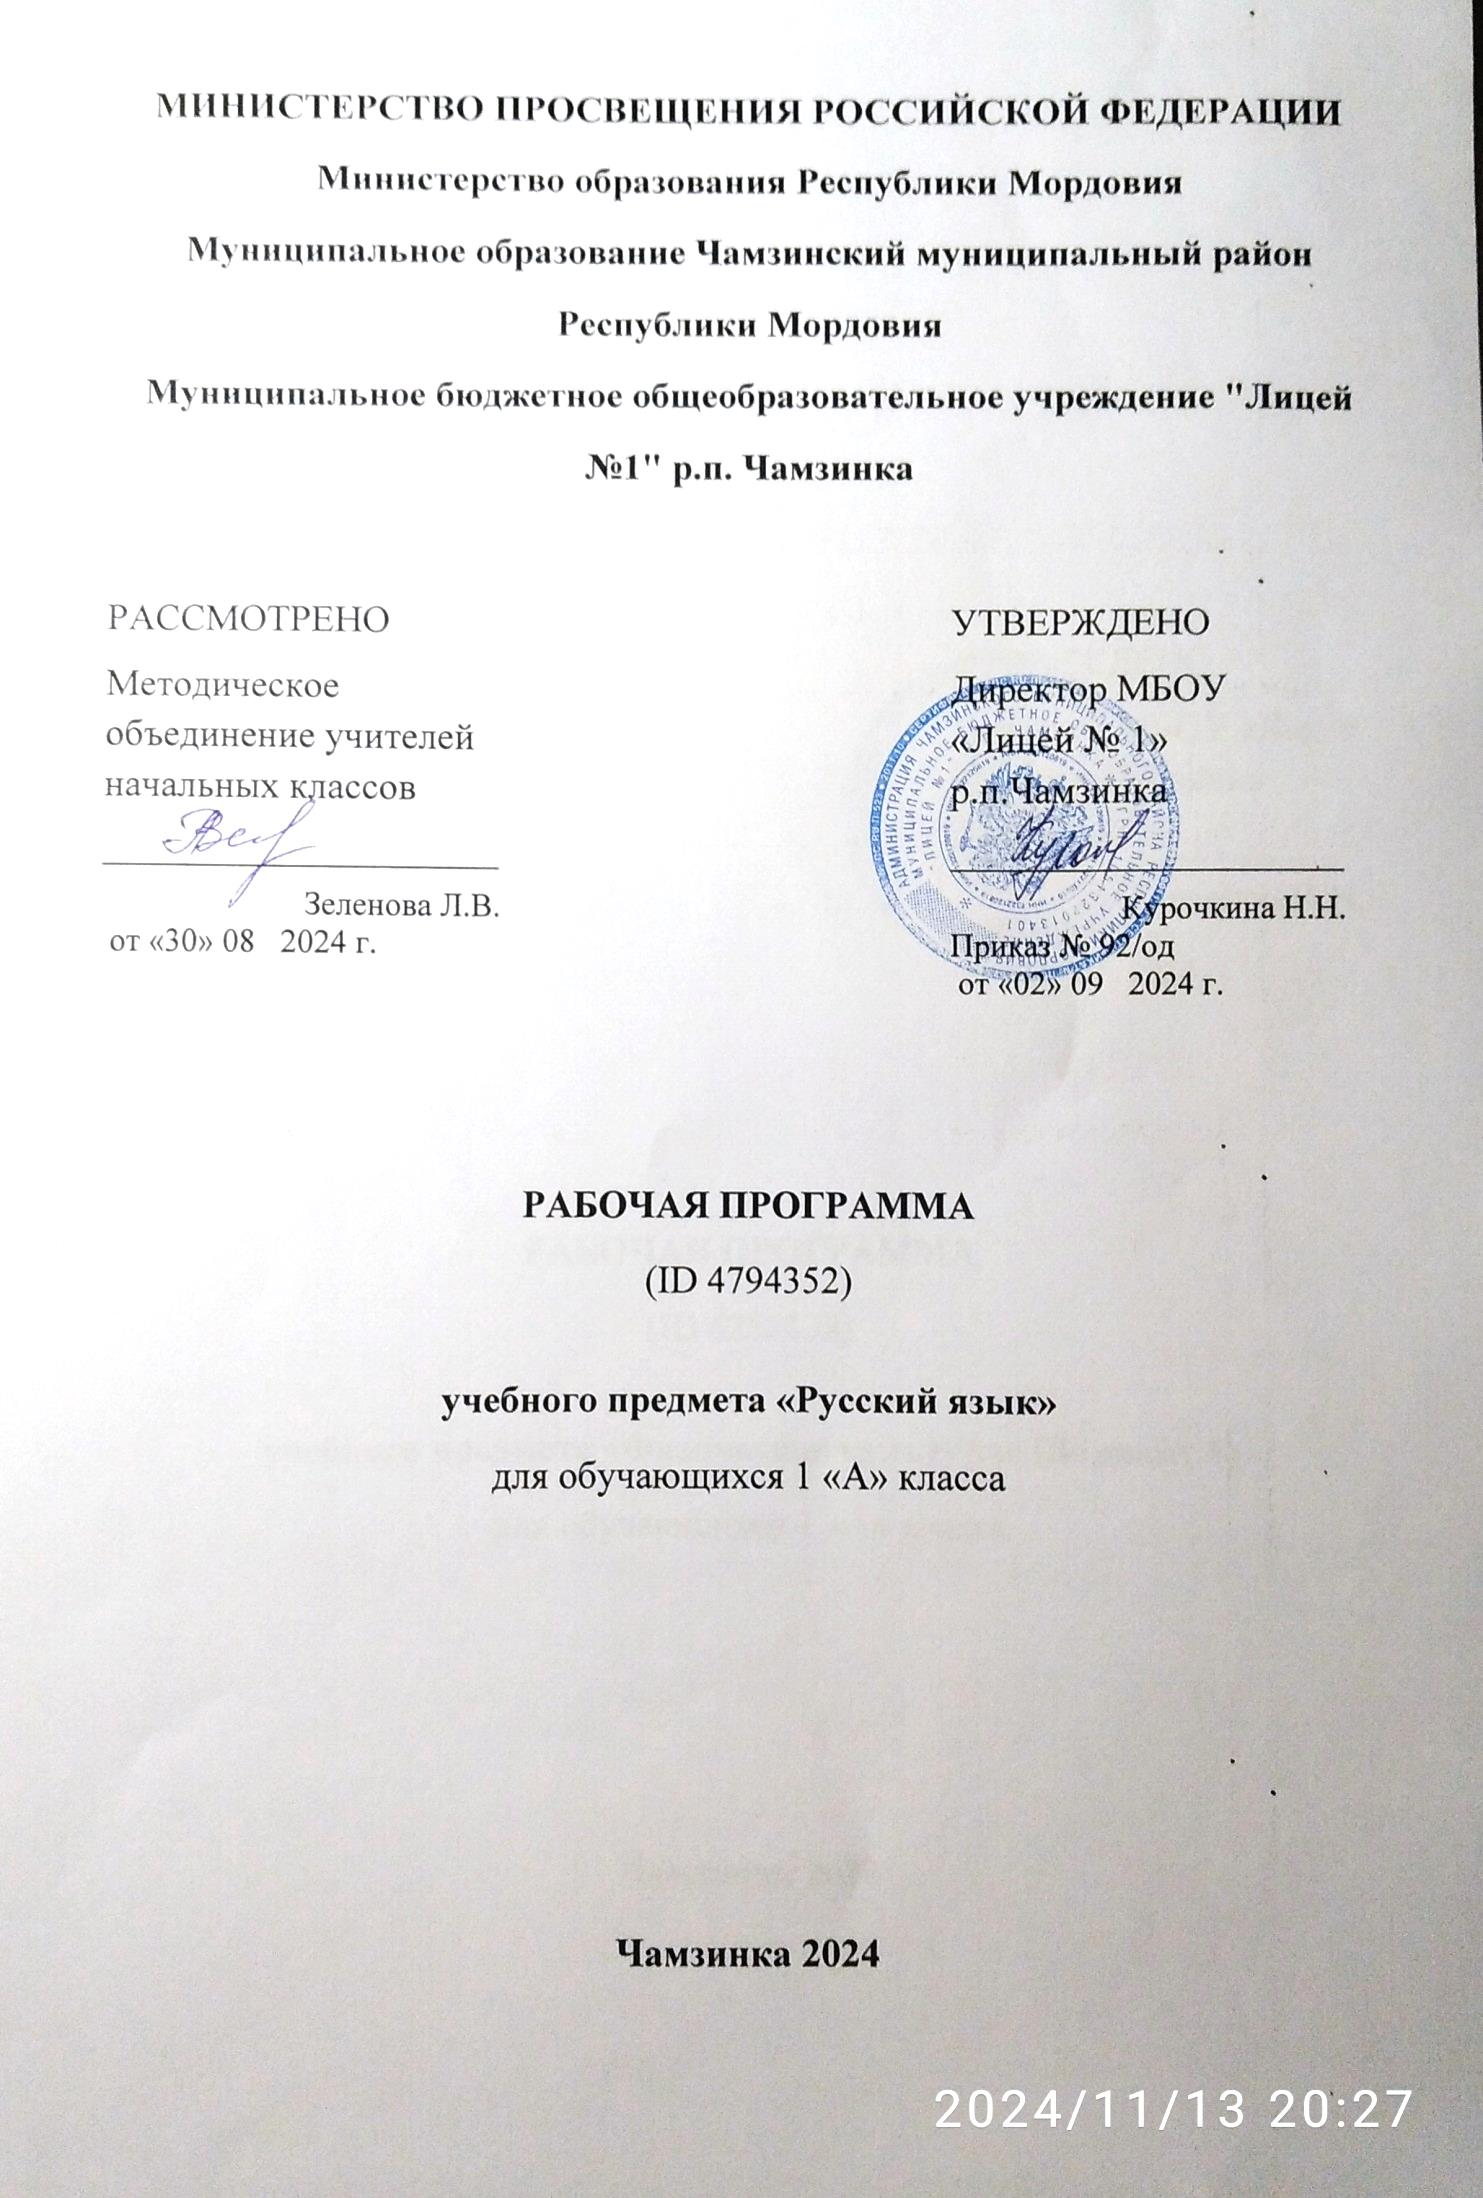 МИНИСТЕРСТВО ПРОСВЕЩЕНИЯ РОССИЙСКОЙ ФЕДЕРАЦИИ
Министерство образования Республики Мордовия
Муниципальное образование Чамзинский муниципальный район
Республики Мордовия
Муниципальное бюджетное общеобразовательное учреждение "Лицей
№1" р.п. Чамзинка
РАССМОТРЕНО
Методическое
объединение учителей
начальных классов
Зеленова Л.В.
от «30» 08 2024 г.
УТВЕРЖДЕНО
Директор МБОУ
«Лицей № 1»
р.п.Чамзинка
Курочкина Н.Н.
Приказ № 92/од
от «02» 09 2024 г.
РАБОЧАЯ ПРОГРАММА
(ID 4794352)
учебного предмета «Русский язык»
для обучающихся 1 «А» класса
Чамзинка 2024
2024/11/13 20:27